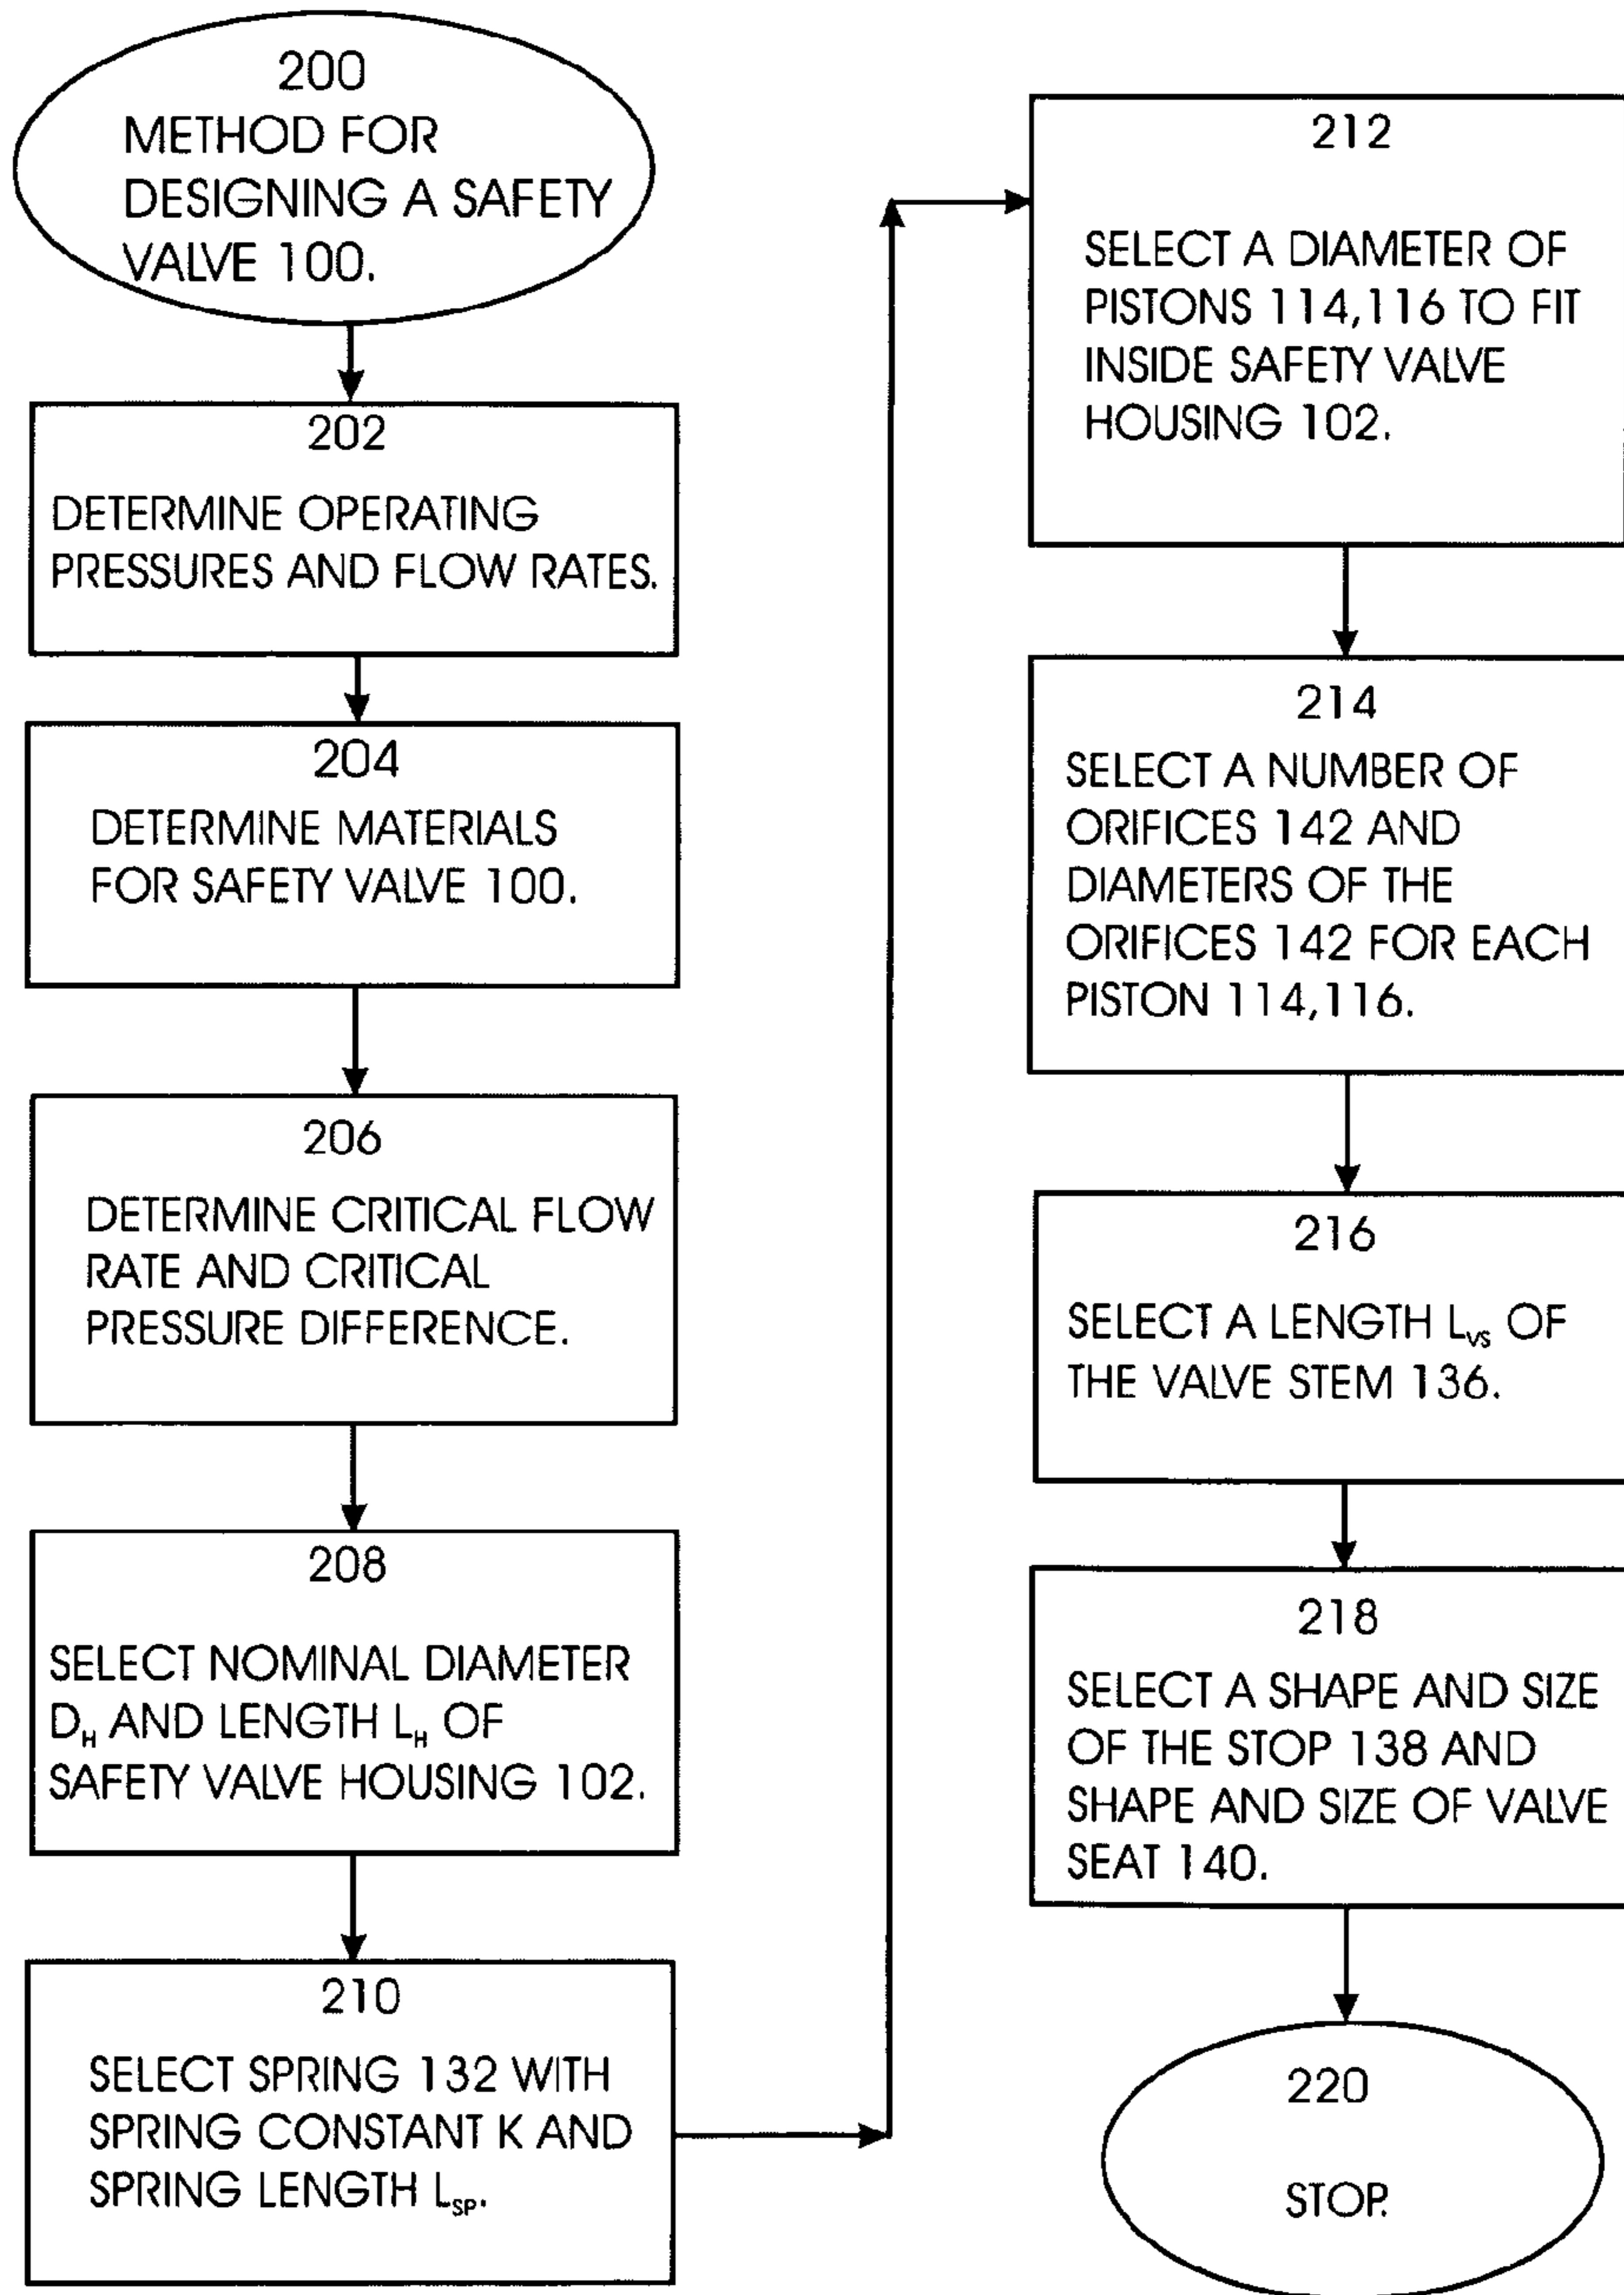 200
METHOD FOR
DESIGNING A SAFETY
VALVE 100.
202
DETERMINE OPERATING
PRESSURES AND FLOW RATES.
204
DETERMINE MATERIALS
FOR SAFETY VALVE 100.
206
DETERMINE CRITICAL FLOW
RATE AND CRITICAL
PRESSURE DIFFERENCE.
208
SELECT NOMINAL DIAMETER
D_H AND LENGTH L_H OF
SAFETY VALVE HOUSING 102.
210
SELECT SPRING 132 WITH
SPRING CONSTANT K AND
SPRING LENGTH L_SP.
212
SELECT A DIAMETER OF
PISTONS 114,116 TO FIT
INSIDE SAFETY VALVE
HOUSING 102.
214
SELECT A NUMBER OF
ORIFICES 142 AND
DIAMETERS OF THE
ORIFICES 142 FOR EACH
PISTON 114,116.
216
SELECT A LENGTH L_VS OF
THE VALVE STEM 136.
218
SELECT A SHAPE AND SIZE
OF THE STOP 138 AND
SHAPE AND SIZE OF VALVE
SEAT 140.
220
STOP.